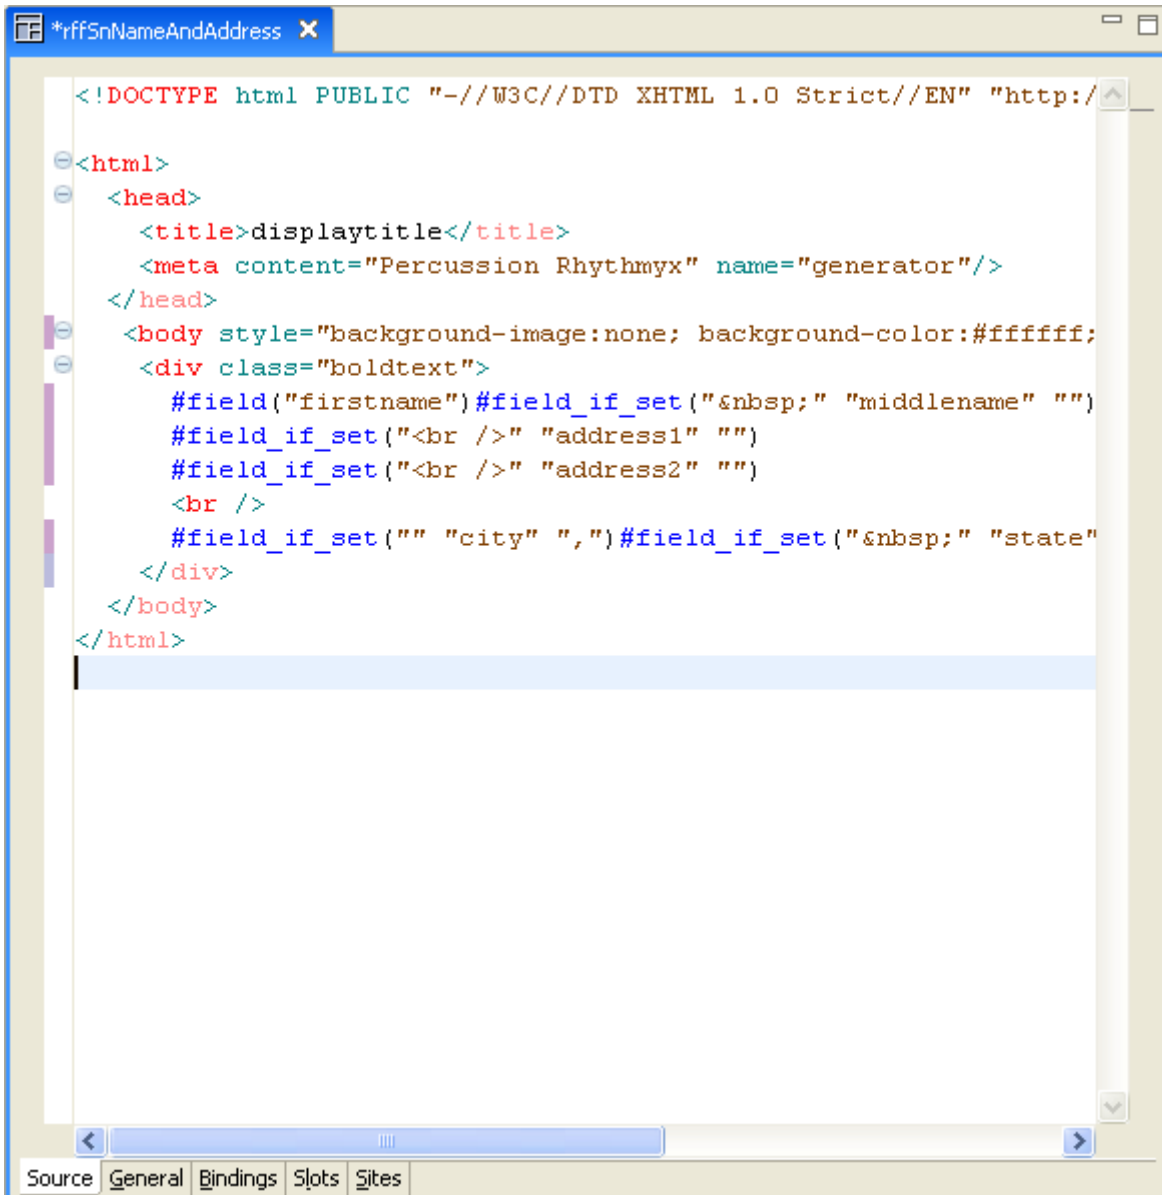 *rffSnNameAndAddress
<!DOCTYPE html PUBLIC "-//W3C//DTD XHTML 1.0 Strict//EN" "http:/
<html>
<head>
<title>displaytitle</title>
<meta content="Percussion Rhythmyx" name="generator"/>
</head>
<body style="background-image:none; background-color:#ffffff;
<div class="boldtext">
#field("firstname")#field_if_set("&nbsp;" "middlename" "")
#field_if_set("<br />" "address1" "")
#field_if_set("<br />" "address2" "")
<br />
#field_if_set("" "city" ",")#field_if_set("&nbsp;" "state"
</div>
</body>
</html>
Source General Bindings Slots Sites